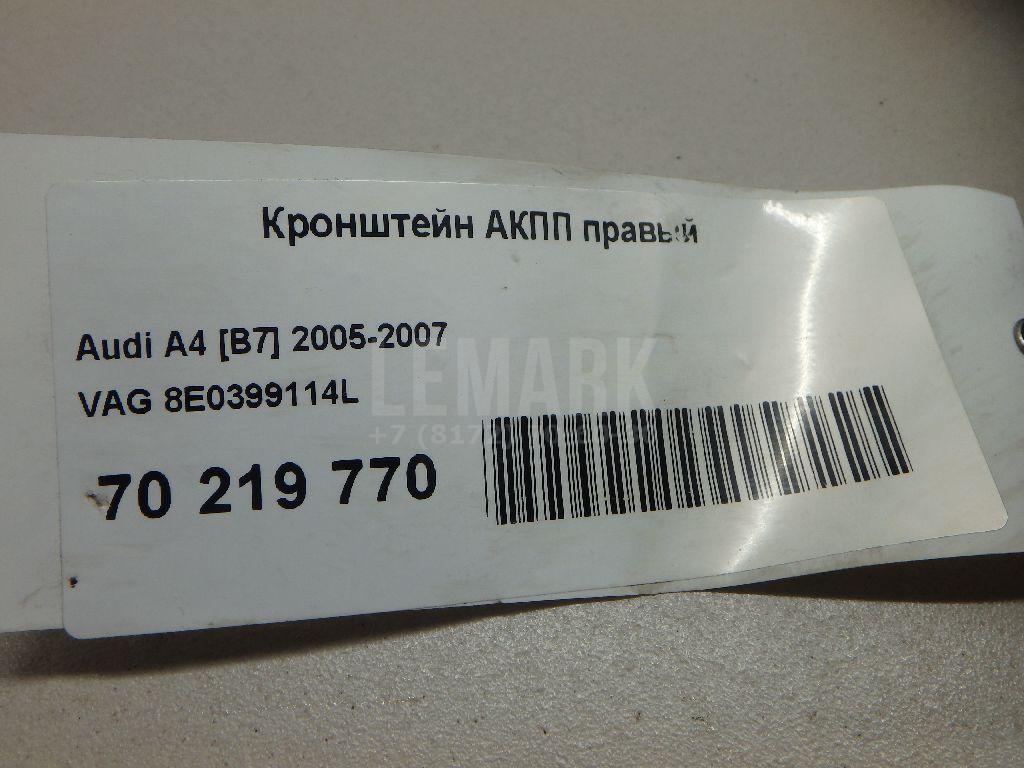 Кронштейн АКПП правый
Audi A4 [B7] 2005-2007
VAG 8E0399114L
LEMARK
70 219 770